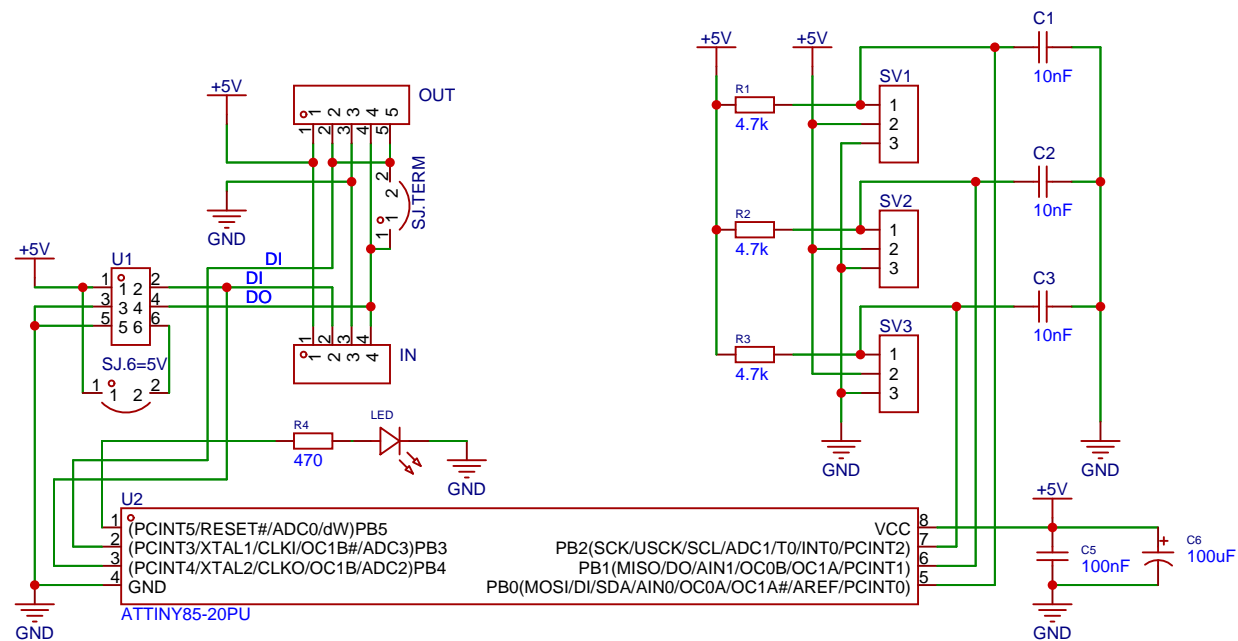 C1
10nF
+5V
+5V
SV1
R1
4.7k
1
2
3
+5V
OUT
1 2 3 4 5
1 2 3 4 5
C2
10nF
2
2
1
1
SJ.TERM
GND
SV2
R2
4.7k
1
2
3
+5V
U1
1 1 2 2
3 3 4 4
5 5 6 6
DI
DI
DO
C3
10nF
SV3
R3
4.7k
1
2
3
SJ.6=5V
1 1 2 2
1 2 3 4
1 2 3 4
IN
R4
470
LED
GND
GND
GND
U2
1 (PCINT5/RESET#/ADC0/dW)PB5
2 (PCINT3/XTAL1/CLKI/OC1B#/ADC3)PB3
3 (PCINT4/XTAL2/CLKO/OC1B/ADC2)PB4
4 GND
VCC 8
PB2(SCK/USCK/SCL/ADC1/T0/INT0/PCINT2) 7
PB1(MISO/DO/AIN1/OC0B/OC1A/PCINT1) 6
PB0(MOSI/DI/SDA/AIN0/OC0A/OC1A#/AREF/PCINT0) 5
ATTINY85-20PU
GND
+5V
C5
100nF
+
C6
100uF
GND